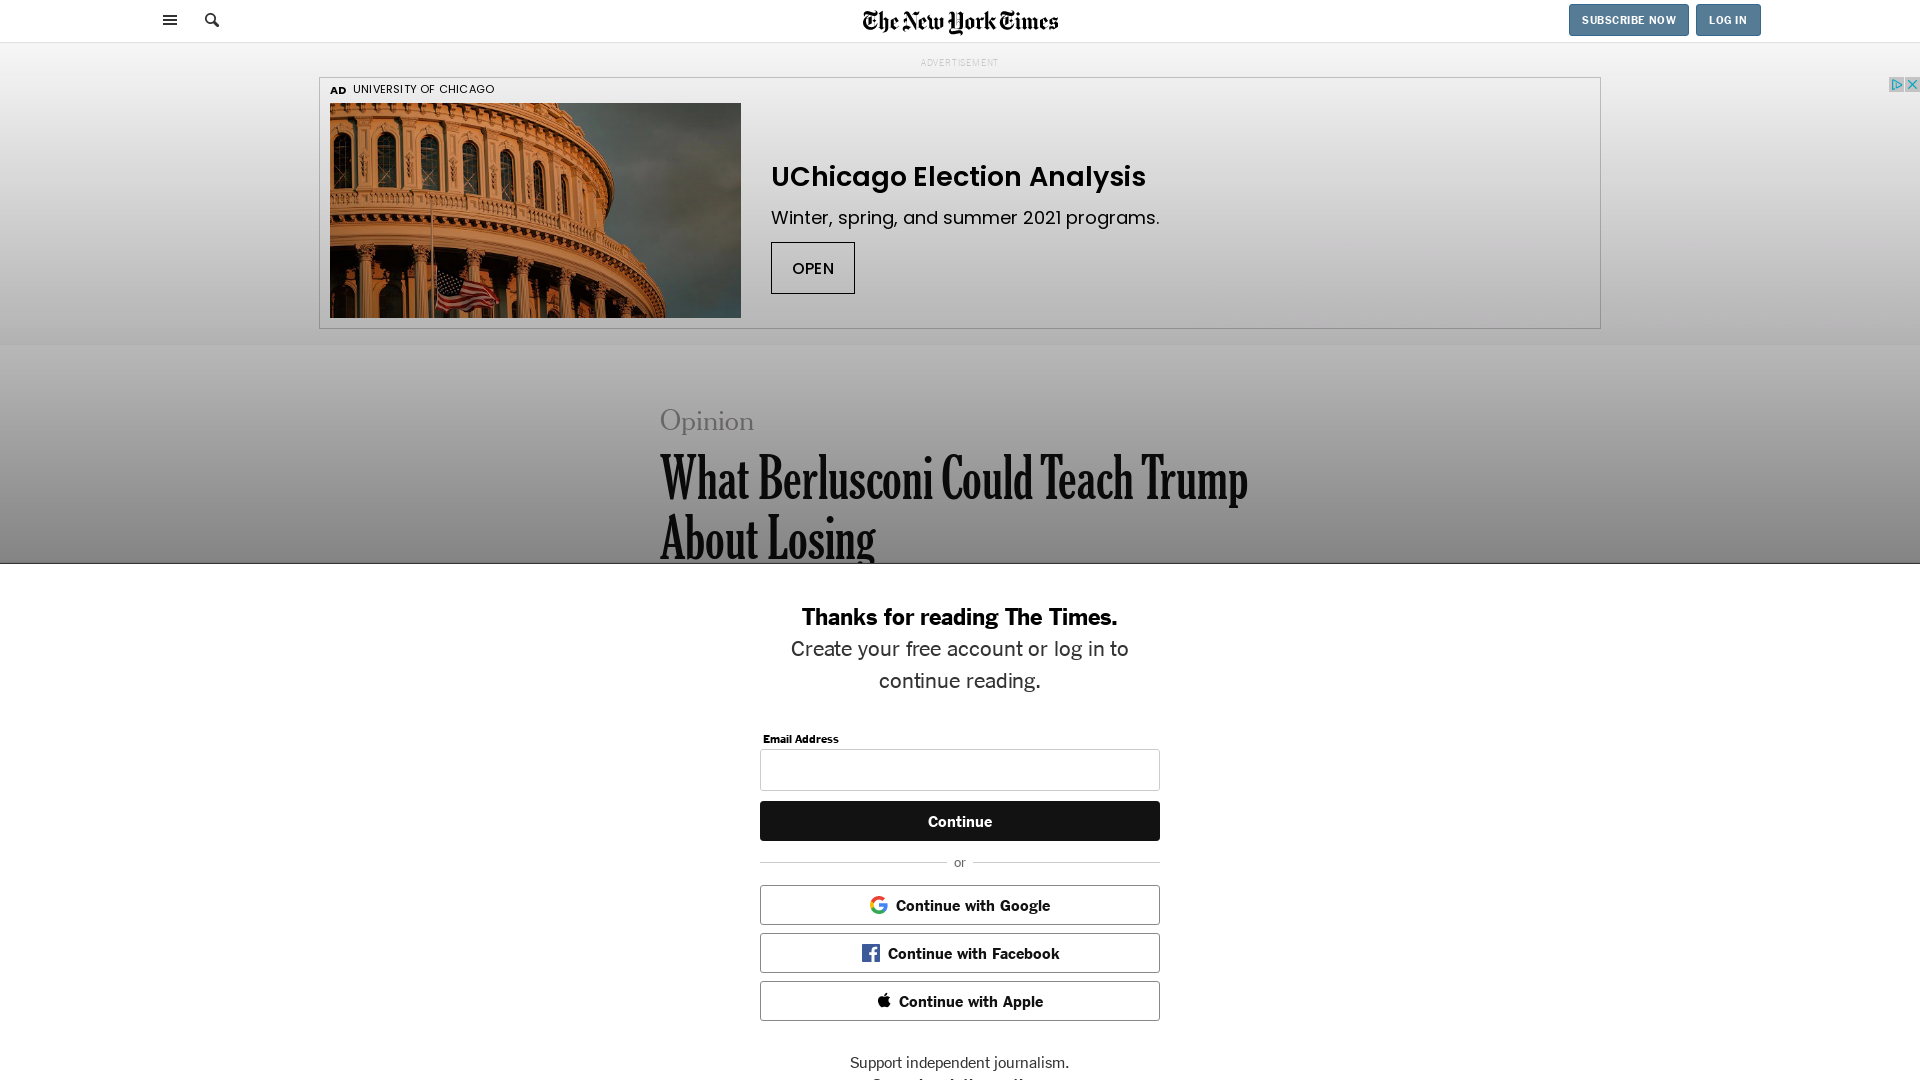 The New York Times
SUBSCRIBE NOW
LOG IN
ADVERTISEMENT
AD UNIVERSITY OF CHICAGO
UChicago Election Analysis
Winter, spring, and summer 2021 programs.
OPEN
Opinion
What Berlusconi Could Teach Trump
About Losing
Thanks for reading The Times.
Create your free account or log in to
continue reading.
Email Address
Continue
or
Continue with Google
Continue with Facebook
Continue with Apple
Support independent journalism.